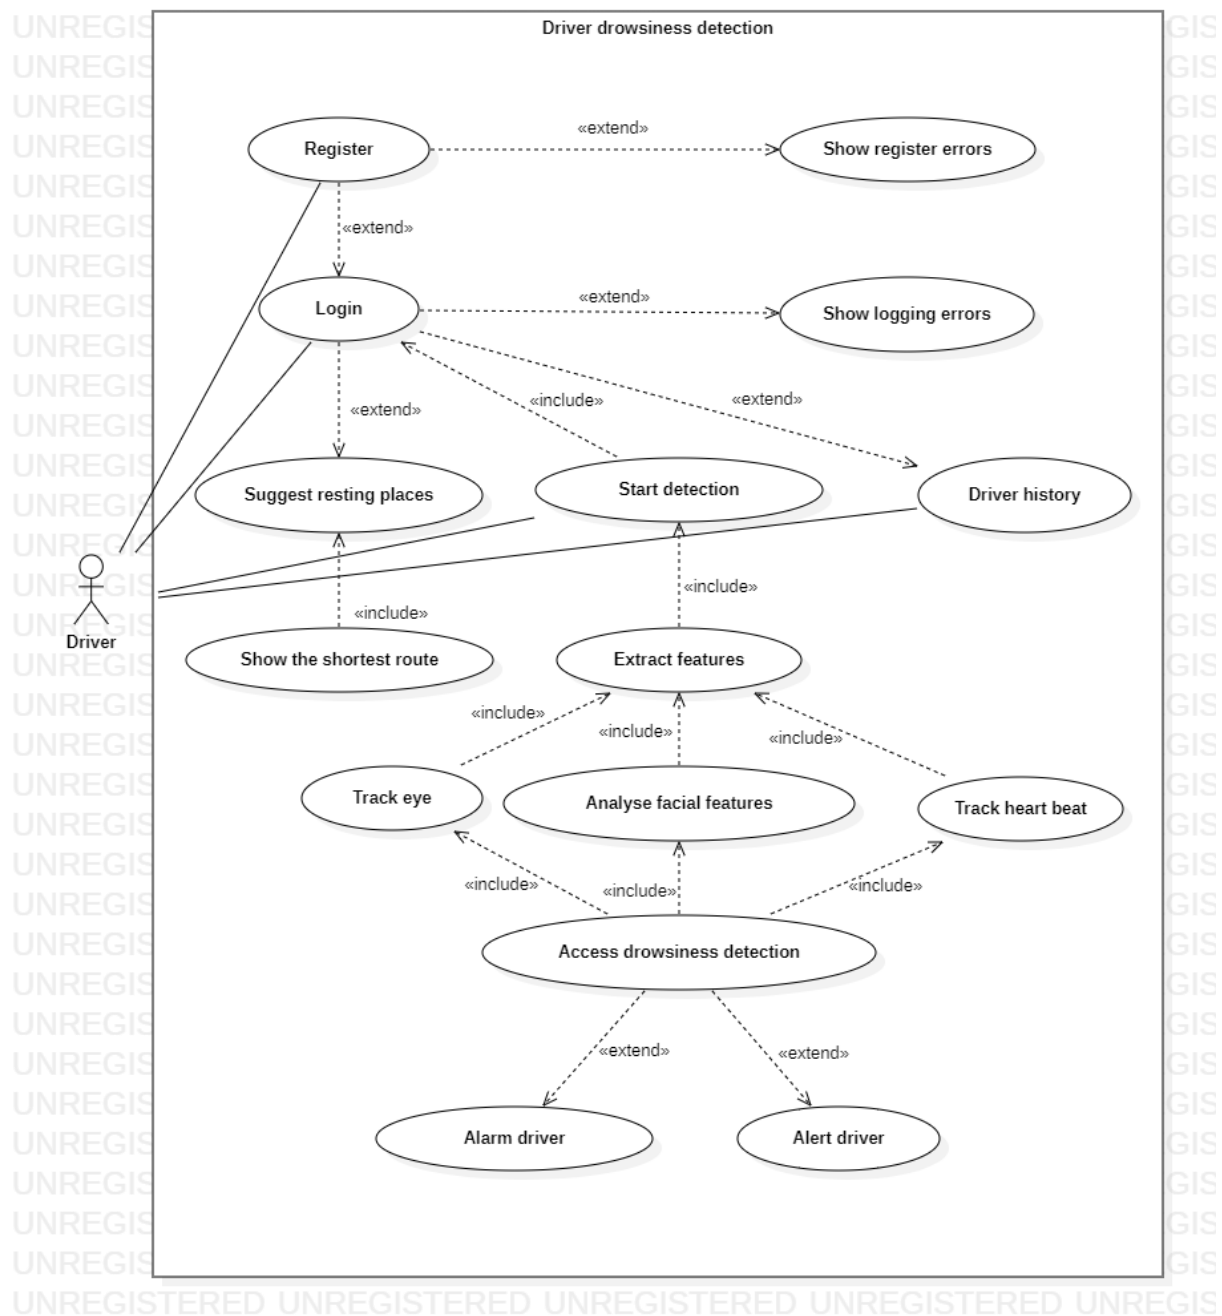 Driver drowsiness detection
Register
«extend»
Show register errors
«extend»
Login
«extend»
Show logging errors
«extend»
«include»
«extend»
Suggest resting places
Start detection
Driver history
Driver
«include»
«include»
Show the shortest route
Extract features
«include»
«include»
«include»
Track eye
Analyse facial features
Track heart beat
«include»
«include»
«include»
Access drowsiness detection
«extend»
«extend»
Alarm driver
Alert driver
UNREGISTERED UNREGISTERED UNREGISTERED UNREGIS